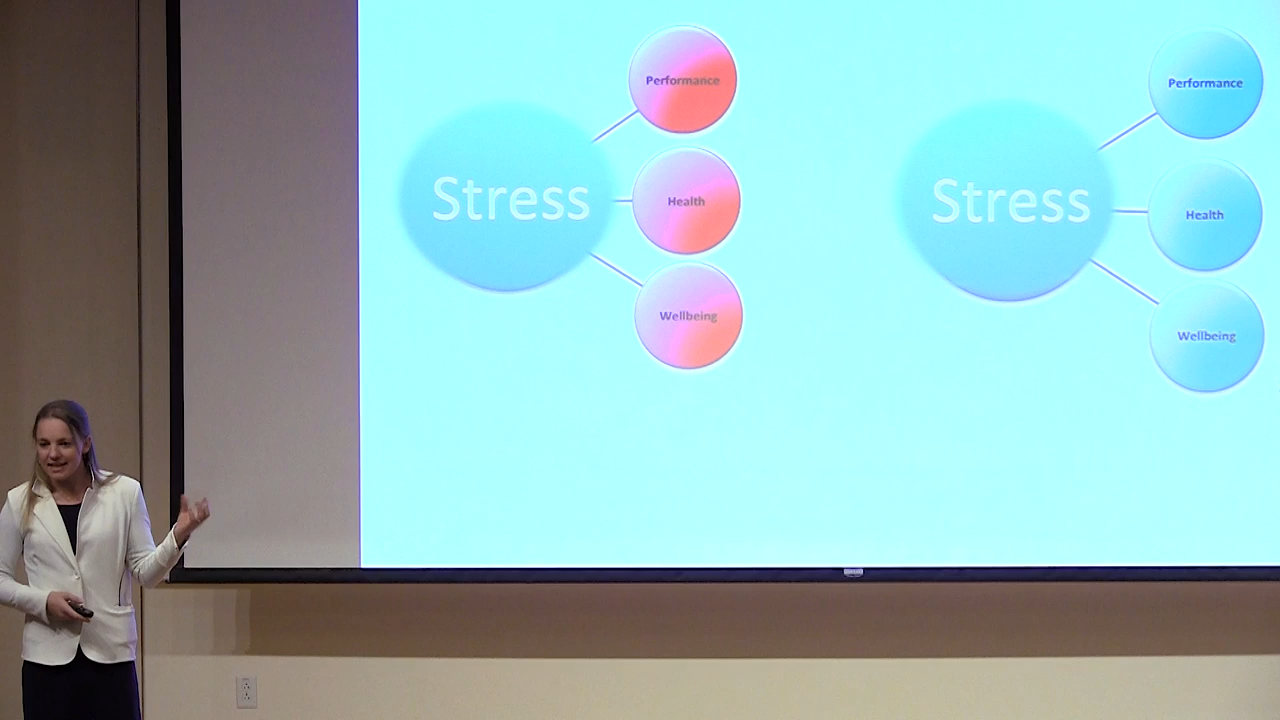 Stress
Performance
Health
Wellbeing
Stress
Performance
Health
Wellbeing